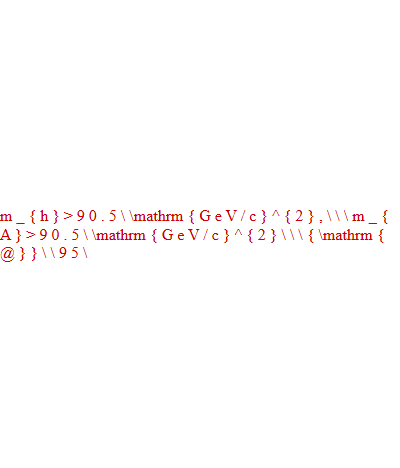 m _ { h } > 9 0 . 5 \ \mathrm { G e V / c } ^ { 2 } , \ \ \ m _ {
A } > 9 0 . 5 \ \mathrm { G e V / c } ^ { 2 } \ \ \ { \mathrm {
@ } } \ \ 9 5 \